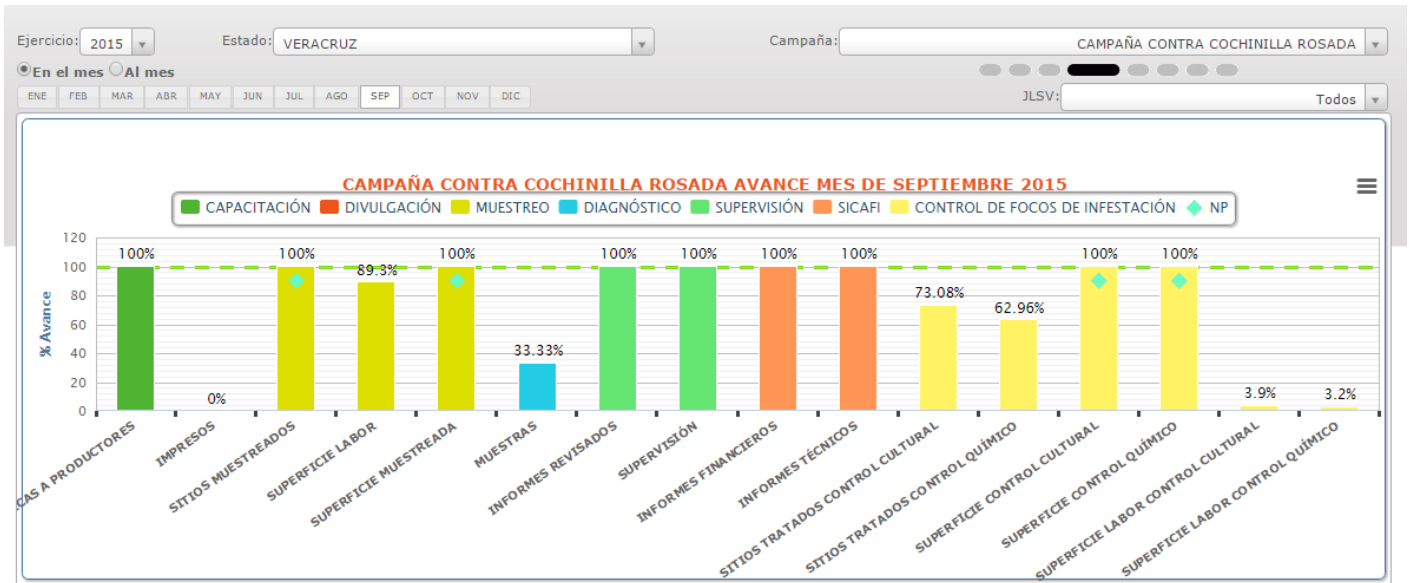 Ejercicio: 2015 Estado: VERACRUZ Campaña: CAMPAÑA CONTRA COCHINILLA ROSADA
En el mes Al mes
ENE FEB MAR ABR MAY JUN JUL AGO SEP OCT NOV DIC JLSV: Todos
CAMPAÑA CONTRA COCHINILLA ROSADA AVANCE MES DE SEPTIEMBRE 2015
CAPACITACIÓN DIVULGACIÓN MUESTREO DIAGNÓSTICO SUPERVISIÓN SICAFI CONTROL DE FOCOS DE INFESTACIÓN NP
% Avance
120
100
80
60
40
20
0
100%
0%
100%
89.3%
100%
33.33%
100%
100%
100%
100%
73.08%
62.96%
100%
100%
3.9%
3.2%
CAS A PRODUCTORES
IMPRESOS
SITIOS MUESTREADOS
SUPERFICIE LABOR
SUPERFICIE MUESTREADA
MUESTRAS
INFORMES REVISADOS
SUPERVISIÓN
INFORMES FINANCIEROS
INFORMES TÉCNICOS
SITIOS TRATADOS CONTROL CULTURAL
SITIOS TRATADOS CONTROL QUÍMICO
SUPERFICIE CONTROL CULTURAL
SUPERFICIE CONTROL QUÍMICO
SUPERFICIE LABOR CONTROL CULTURAL
SUPERFICIE LABOR CONTROL QUÍMICO